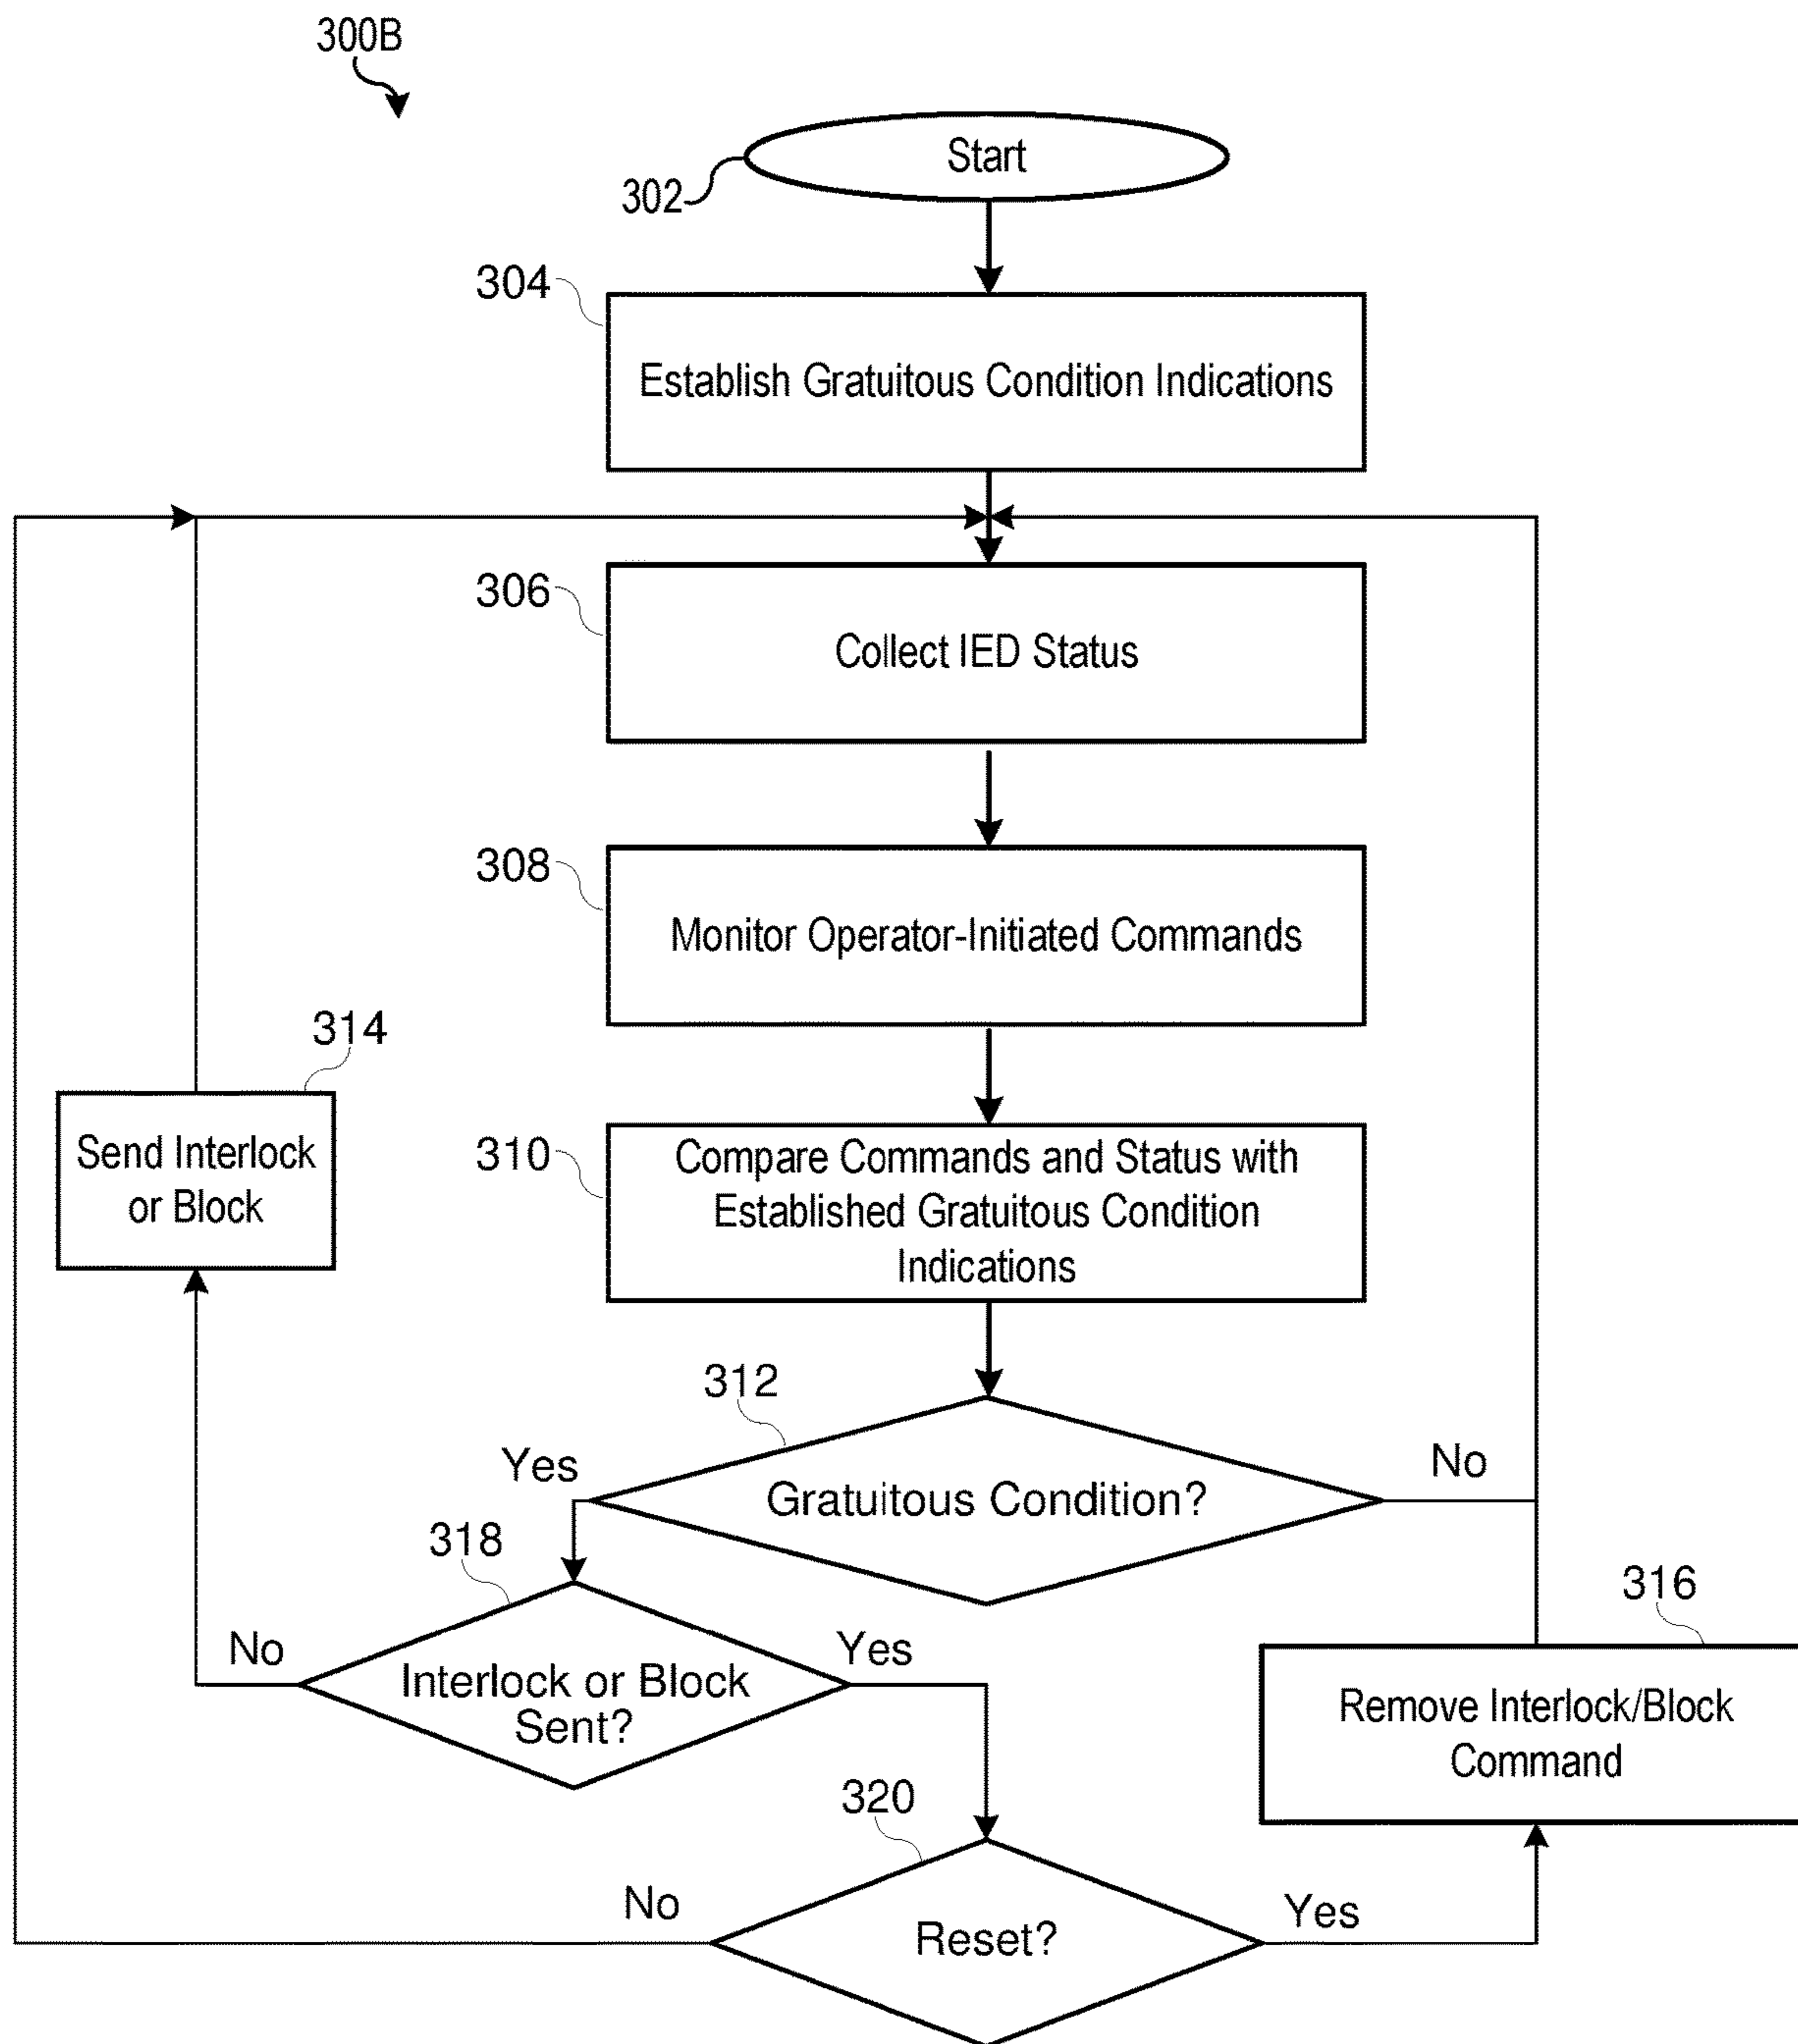 300B
Start
302
304
Establish Gratuitous Condition Indications
306
Collect IED Status
308
Monitor Operator-Initiated Commands
314
Send Interlock
or Block
310
Compare Commands and Status with
Established Gratuitous Condition
Indications
312
Yes
No
Gratuitous Condition?
318
316
No
Yes
Interlock or Block
Sent?
Remove Interlock/Block
Command
320
No
Yes
Reset?